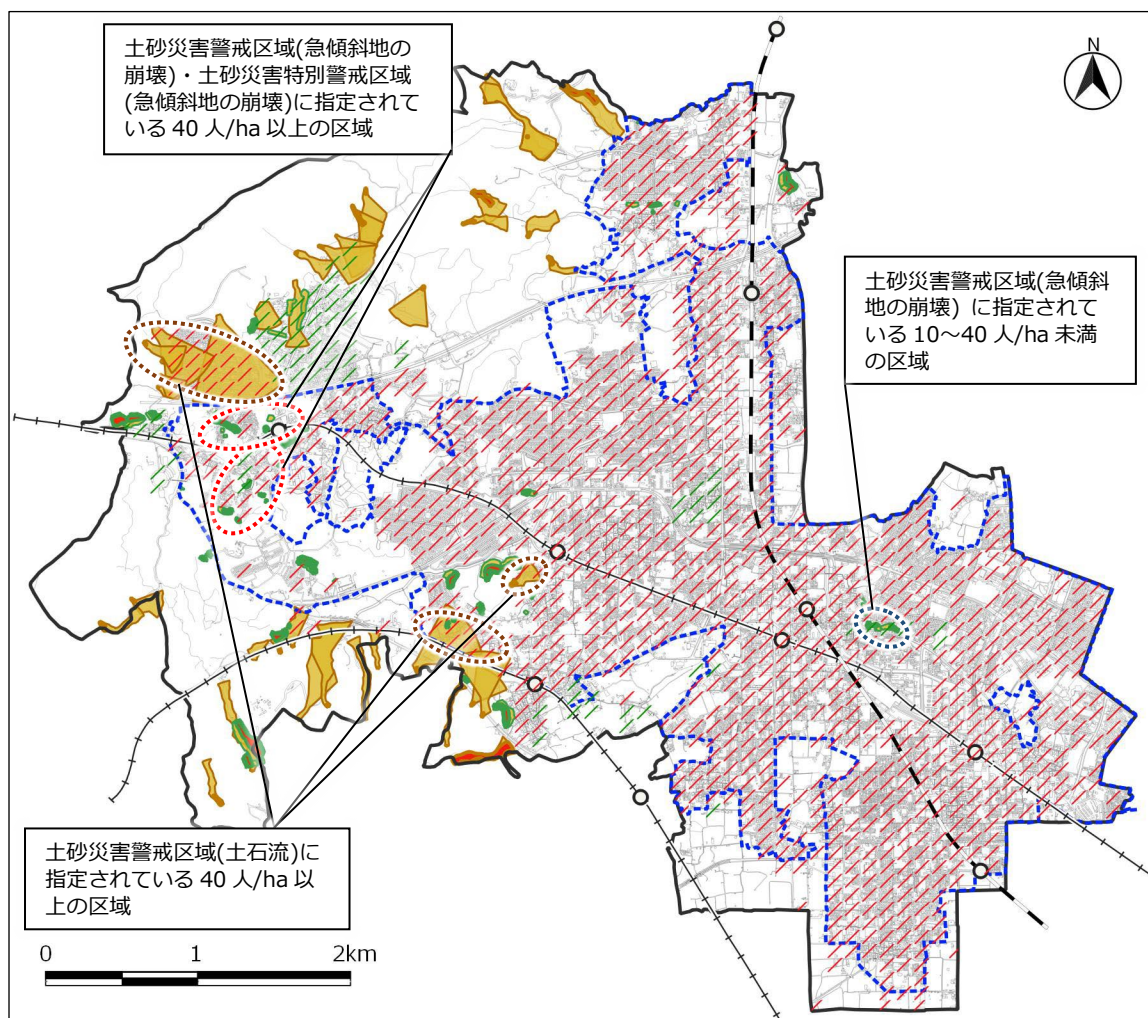 土砂災害警戒区域(急傾斜地の
崩壊)・土砂災害特別警戒区域
(急傾斜地の崩壊)に指定されて
いる 40 人/ha 以上の区域
N
土砂災害警戒区域(急傾斜
地の崩壊) に指定されて
いる 10~40 人/ha 未満
の区域
土砂災害警戒区域(土石流)に
指定されている 40 人/ha 以
上の区域
0 1 2km